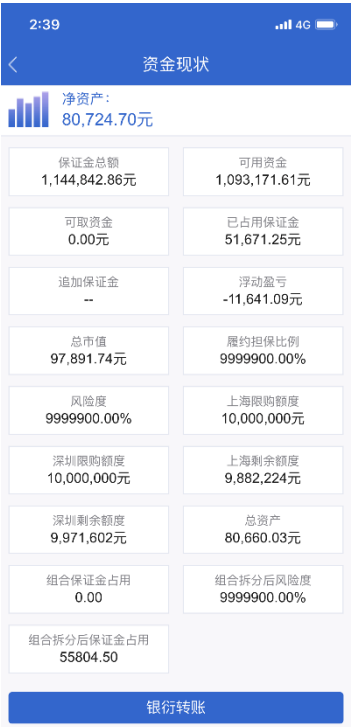 2:39
4G
资金现状
净资产:
80,724.70元
保证金总额
1,144,842.86元
可用资金
1,093,171.61元
可取资金
0.00元
已占用保证金
51,671.25元
追加保证金
--
浮动盈亏
-11,641.09元
总市值
97,891.74元
履约担保比例
9999900.00%
风险度
9999900.00%
上海限购额度
10,000,000元
深圳限购额度
10,000,000元
上海剩余额度
9,882,224元
深圳剩余额度
9,971,602元
总资产
80,660.03元
组合保证金占用
0.00
组合拆分后风险度
9999900.00%
组合拆分后保证金占用
55804.50
银衍转账